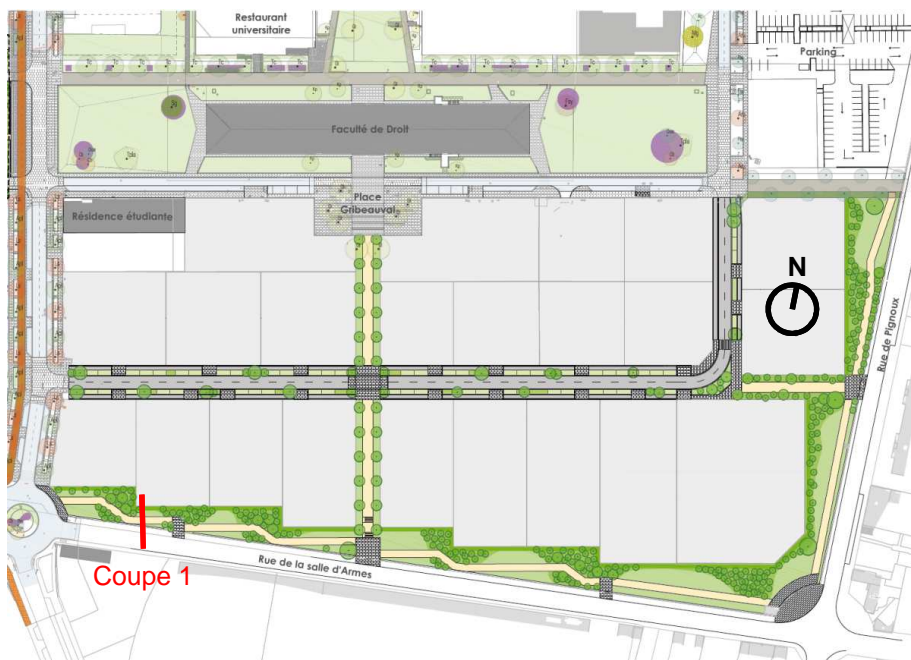 Restaurant
universitaire
Parking
Faculté de Droit
Place
Gribeauval
Résidence étudiante
N
Rue de Pignoux
Coupe 1
Rue de la salle d'Armes